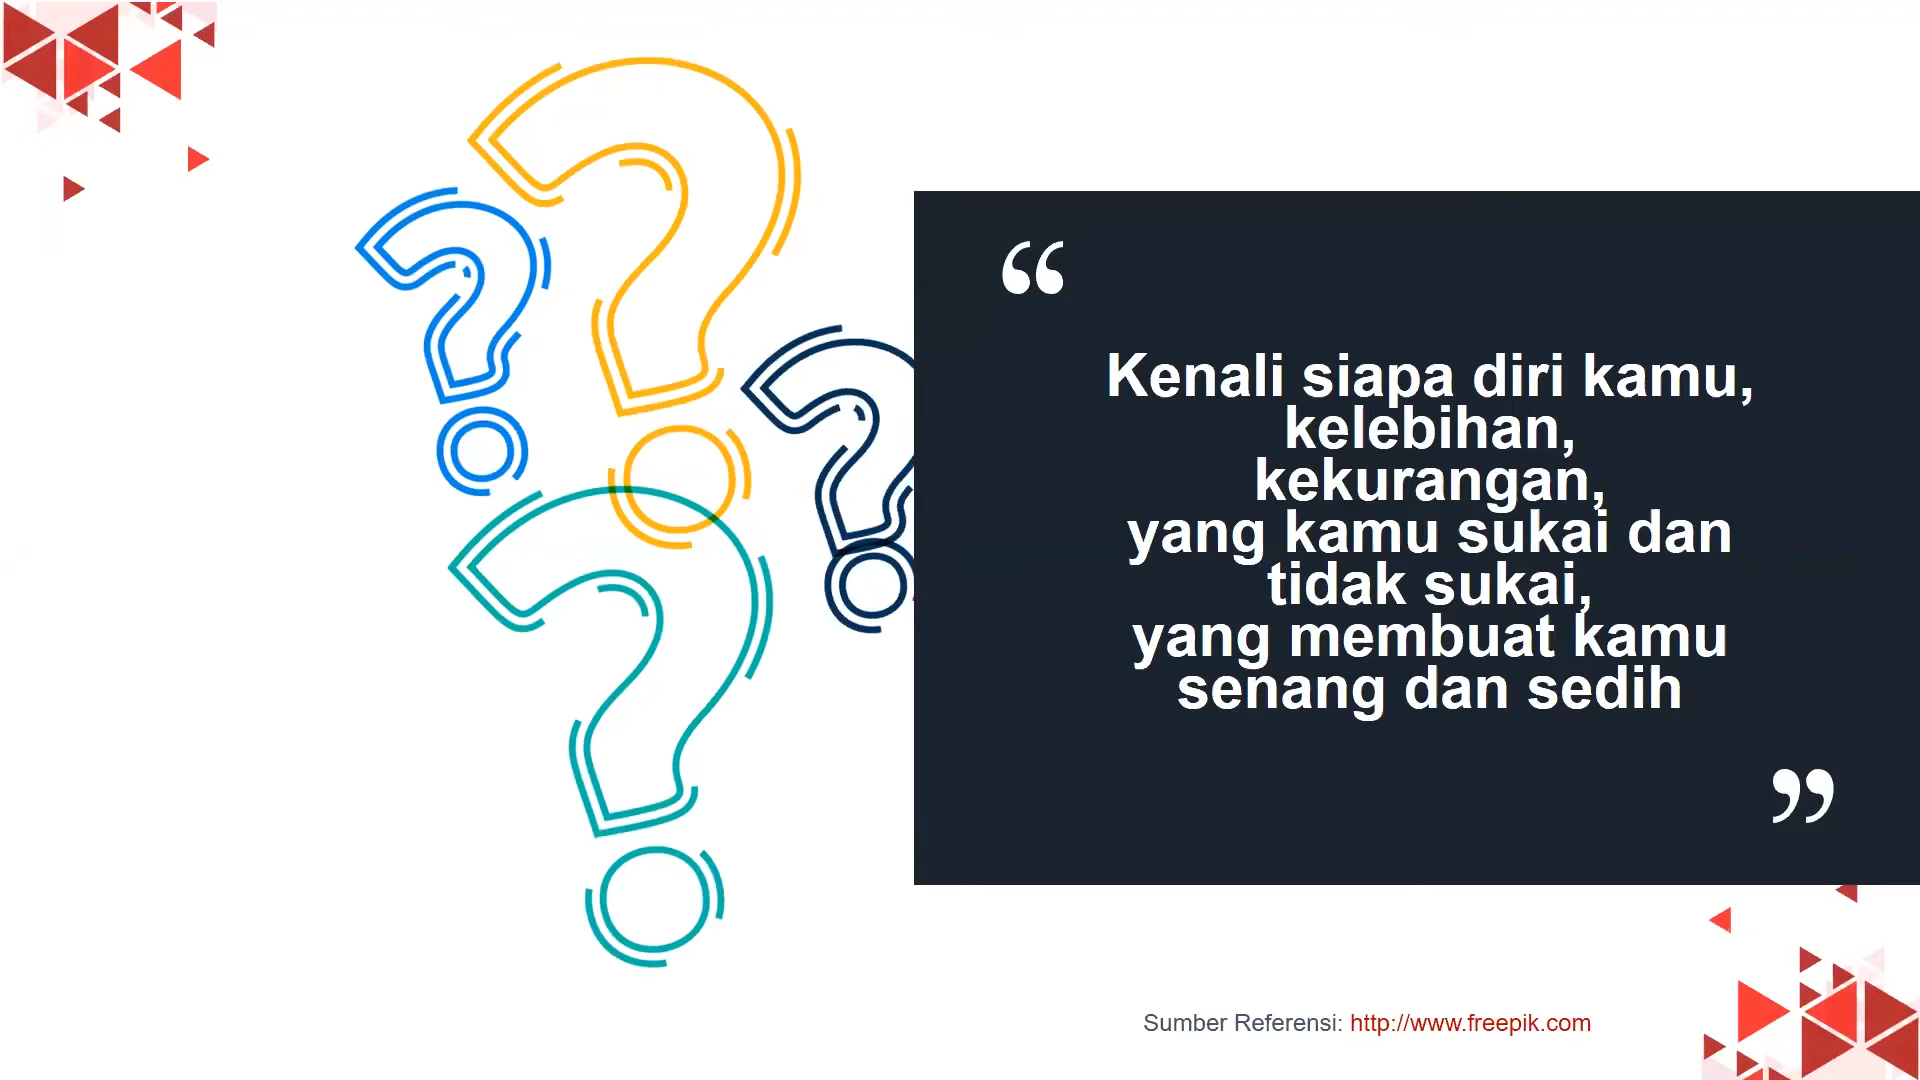 “
Kenali siapa diri kamu,
kelebihan,
kekurangan,
yang kamu sukai dan
tidak sukai,
yang membuat kamu
senang dan sedih
”
Sumber Referensi: http://www.freepik.com